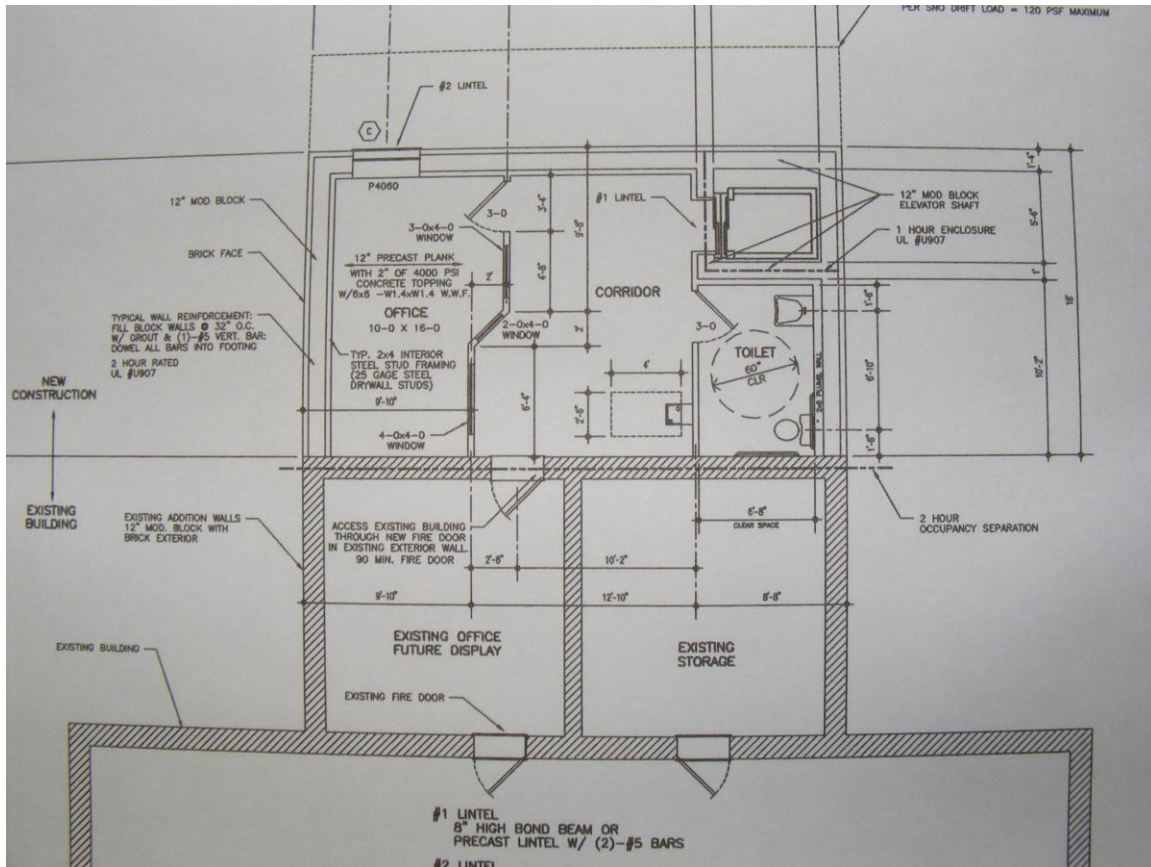 PER SNO DRIFT LOAD = 120 PSF MAXIMUM
#2 LINTEL
C
P4060
12" MOD BLOCK
BRICK FACE
3-0
3'-4"
9'-8"
#1 LINTEL
1'-4"
12" MOD BLOCK
ELEVATOR SHAFT
5'-6"
1 HOUR ENCLOSURE
UL #U907
1'
18'
3-0x4-0
WINDOW
12" PRECAST PLANK
WITH 2" OF 4000 PSI
CONCRETE TOPPING
W/6x6 -W1.4xW1.4 W.W.F.
2'
4'-8"
CORRIDOR
OFFICE
10-0 X 16-0
2-0x4-0
WINDOW
2'
3-0
1'-6"
TYPICAL WALL REINFORCEMENT:
FILL BLOCK WALLS @ 32" O.C.
W/ GROUT & (1)-#5 VERT. BAR:
DOWEL ALL BARS INTO FOOTING
2 HOUR RATED
UL #U907
TYP. 2x4 INTERIOR
STEEL STUD FRAMING
(25 GAGE STEEL
DRYWALL STUDS)
TOILET
60"
CLR
2x6 PLUMB. WALL
6'-10"
10'-2"
NEW
CONSTRUCTION
4'
2'-6"
6'-4"
9'-10"
4-0x4-0
WINDOW
1'-6"
EXISTING
BUILDING
EXISTING ADDITION WALLS
12" MOD. BLOCK WITH
BRICK EXTERIOR
ACCESS EXISTING BUILDING
THROUGH NEW FIRE DOOR
IN EXISTING EXTERIOR WALL.
90 MIN. FIRE DOOR
6'-8"
CLEAR SPACE
2 HOUR
OCCUPANCY SEPARATION
2'-8"
10'-2"
9'-10"
12'-10"
8'-8"
EXISTING OFFICE
FUTURE DISPLAY
EXISTING
STORAGE
EXISTING BUILDING
EXISTING FIRE DOOR
#1 LINTEL
8" HIGH BOND BEAM OR
PRECAST LINTEL W/ (2)-#5 BARS
#2 LINTEL